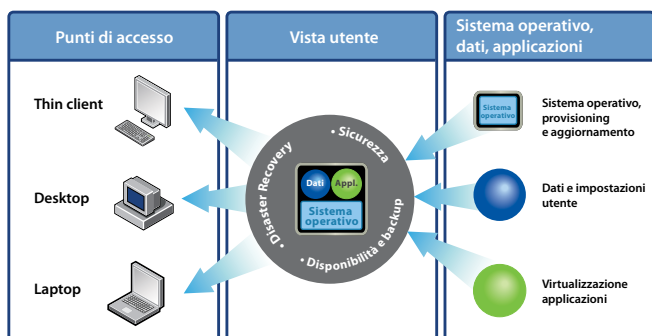 Punti di accesso
Vista utente
Sistema operativo,
dati, applicazioni
Thin client
Desktop
Laptop
• Disaster Recovery
• Sicurezza
• Disponibilità e backup
Dati
Appl.
Sistema
operativo
Sistema
operativo
Sistema operativo,
provisioning
e aggiornamento
Dati e impostazioni
utente
Virtualizzazione
applicazioni